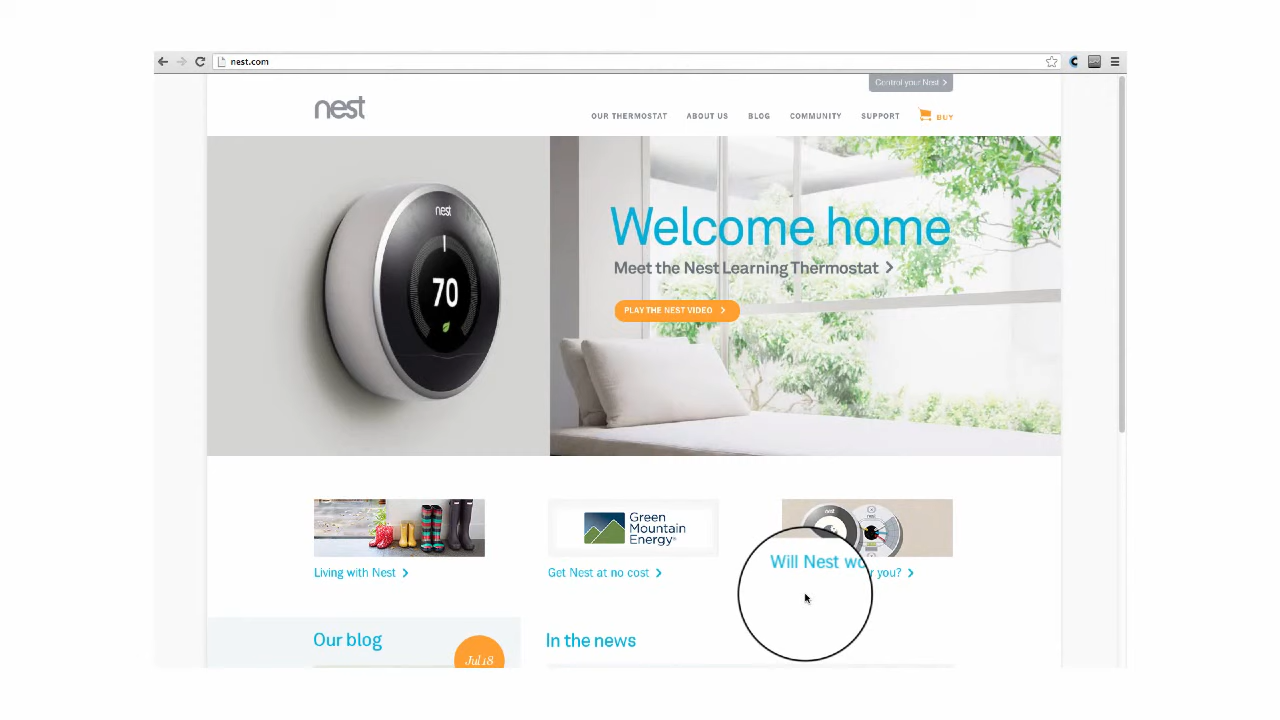 nest.com
Control your Nest
nest
OUR THERMOSTAT ABOUT US BLOG COMMUNITY SUPPORT BUY
nest
70
Welcome home
Meet the Nest Learning Thermostat
PLAY THE NEST VIDEO
Green
Mountain
Energy®
nest
Will Nest wo
Living with Nest
Get Nest at no cost
you?
Our blog
In the news
Jul 18